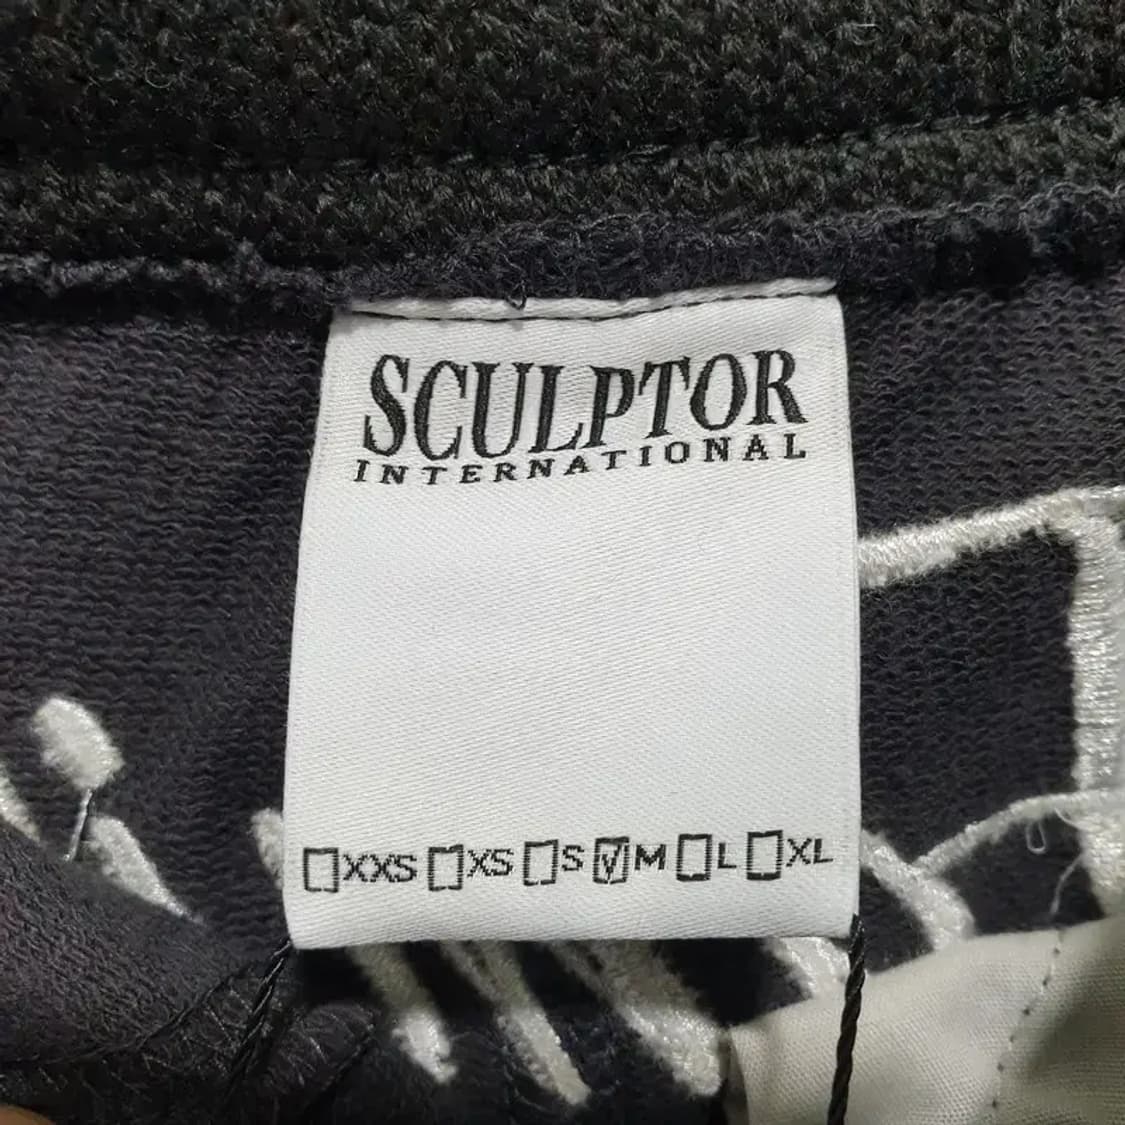 SCULPTOR
INTERNATIONAL
☐XXS ☐XS ☐S ☑M ☐L ☐XL